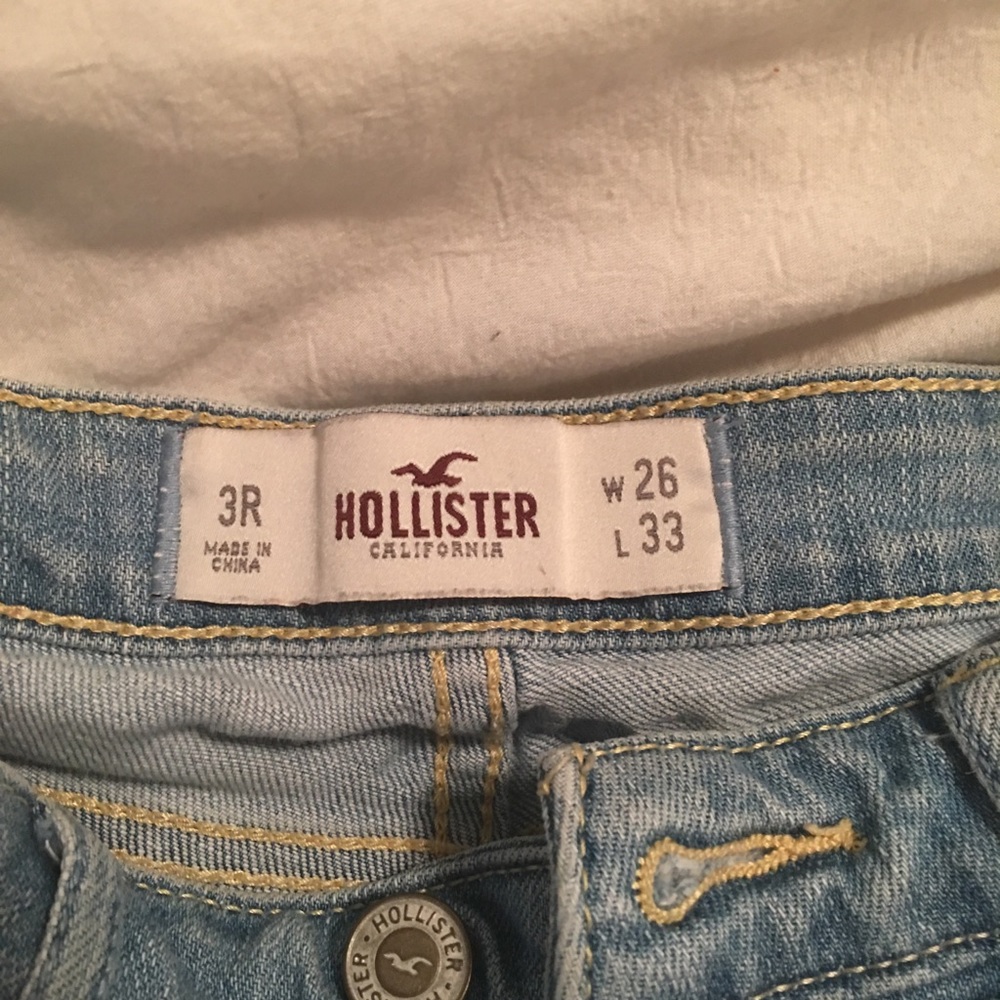 3R
MADE IN
CHINA
HOLLISTER
CALIFORNIA
W 26
L 33
HOLLISTER